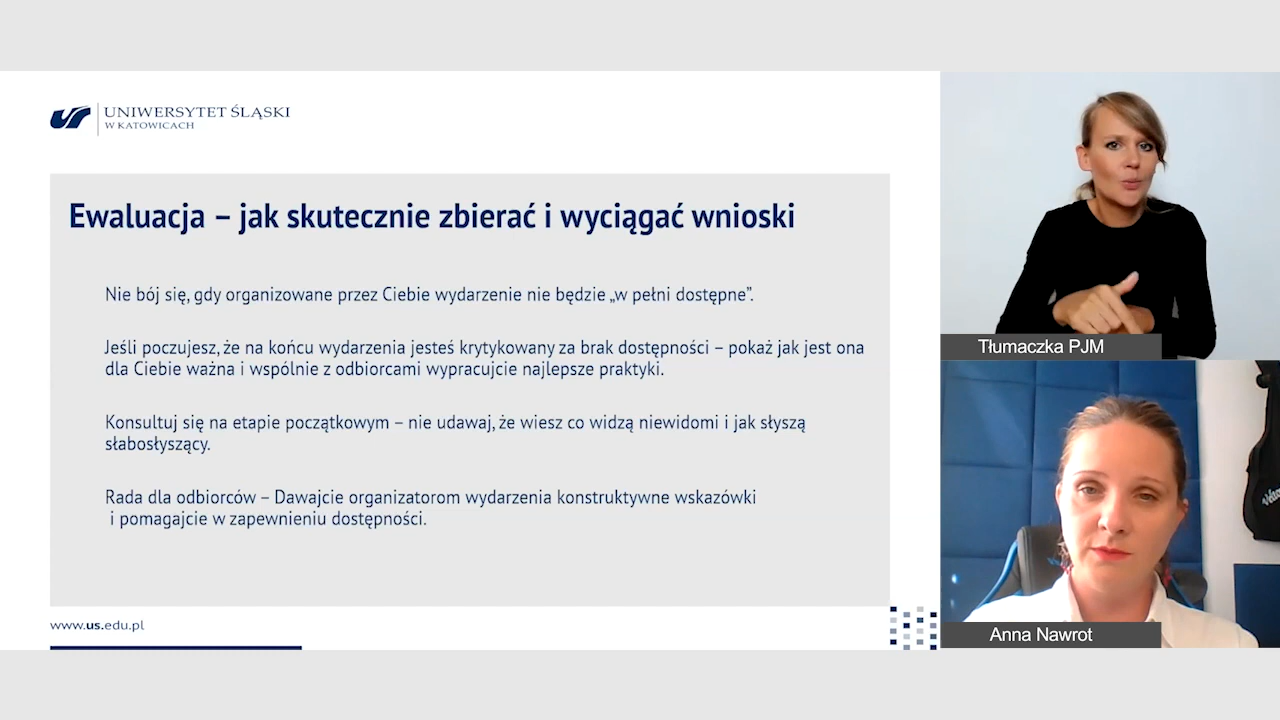 UNIWERSYTET ŚLĄSKI
W KATOWICACH
Ewaluacja – jak skutecznie zbierać i wyciągać wnioski
Nie bój się, gdy organizowane przez Ciebie wydarzenie nie będzie „w pełni dostępne”.
Jeśli poczujesz, że na końcu wydarzenia jesteś krytykowany za brak dostępności – pokaż jak jest ona
dla Ciebie ważna i wspólnie z odbiorcami wypracujcie najlepsze praktyki.
Konsultuj się na etapie początkowym – nie udawaj, że wiesz co widzą niewidomi i jak słyszą
słabosłyszący.
Rada dla odbiorców – Dawajcie organizatorom wydarzenia konstruktywne wskazówki
i pomagajcie w zapewnieniu dostępności.
www.us.edu.pl
Tłumaczka PJM
Anna Nawrot